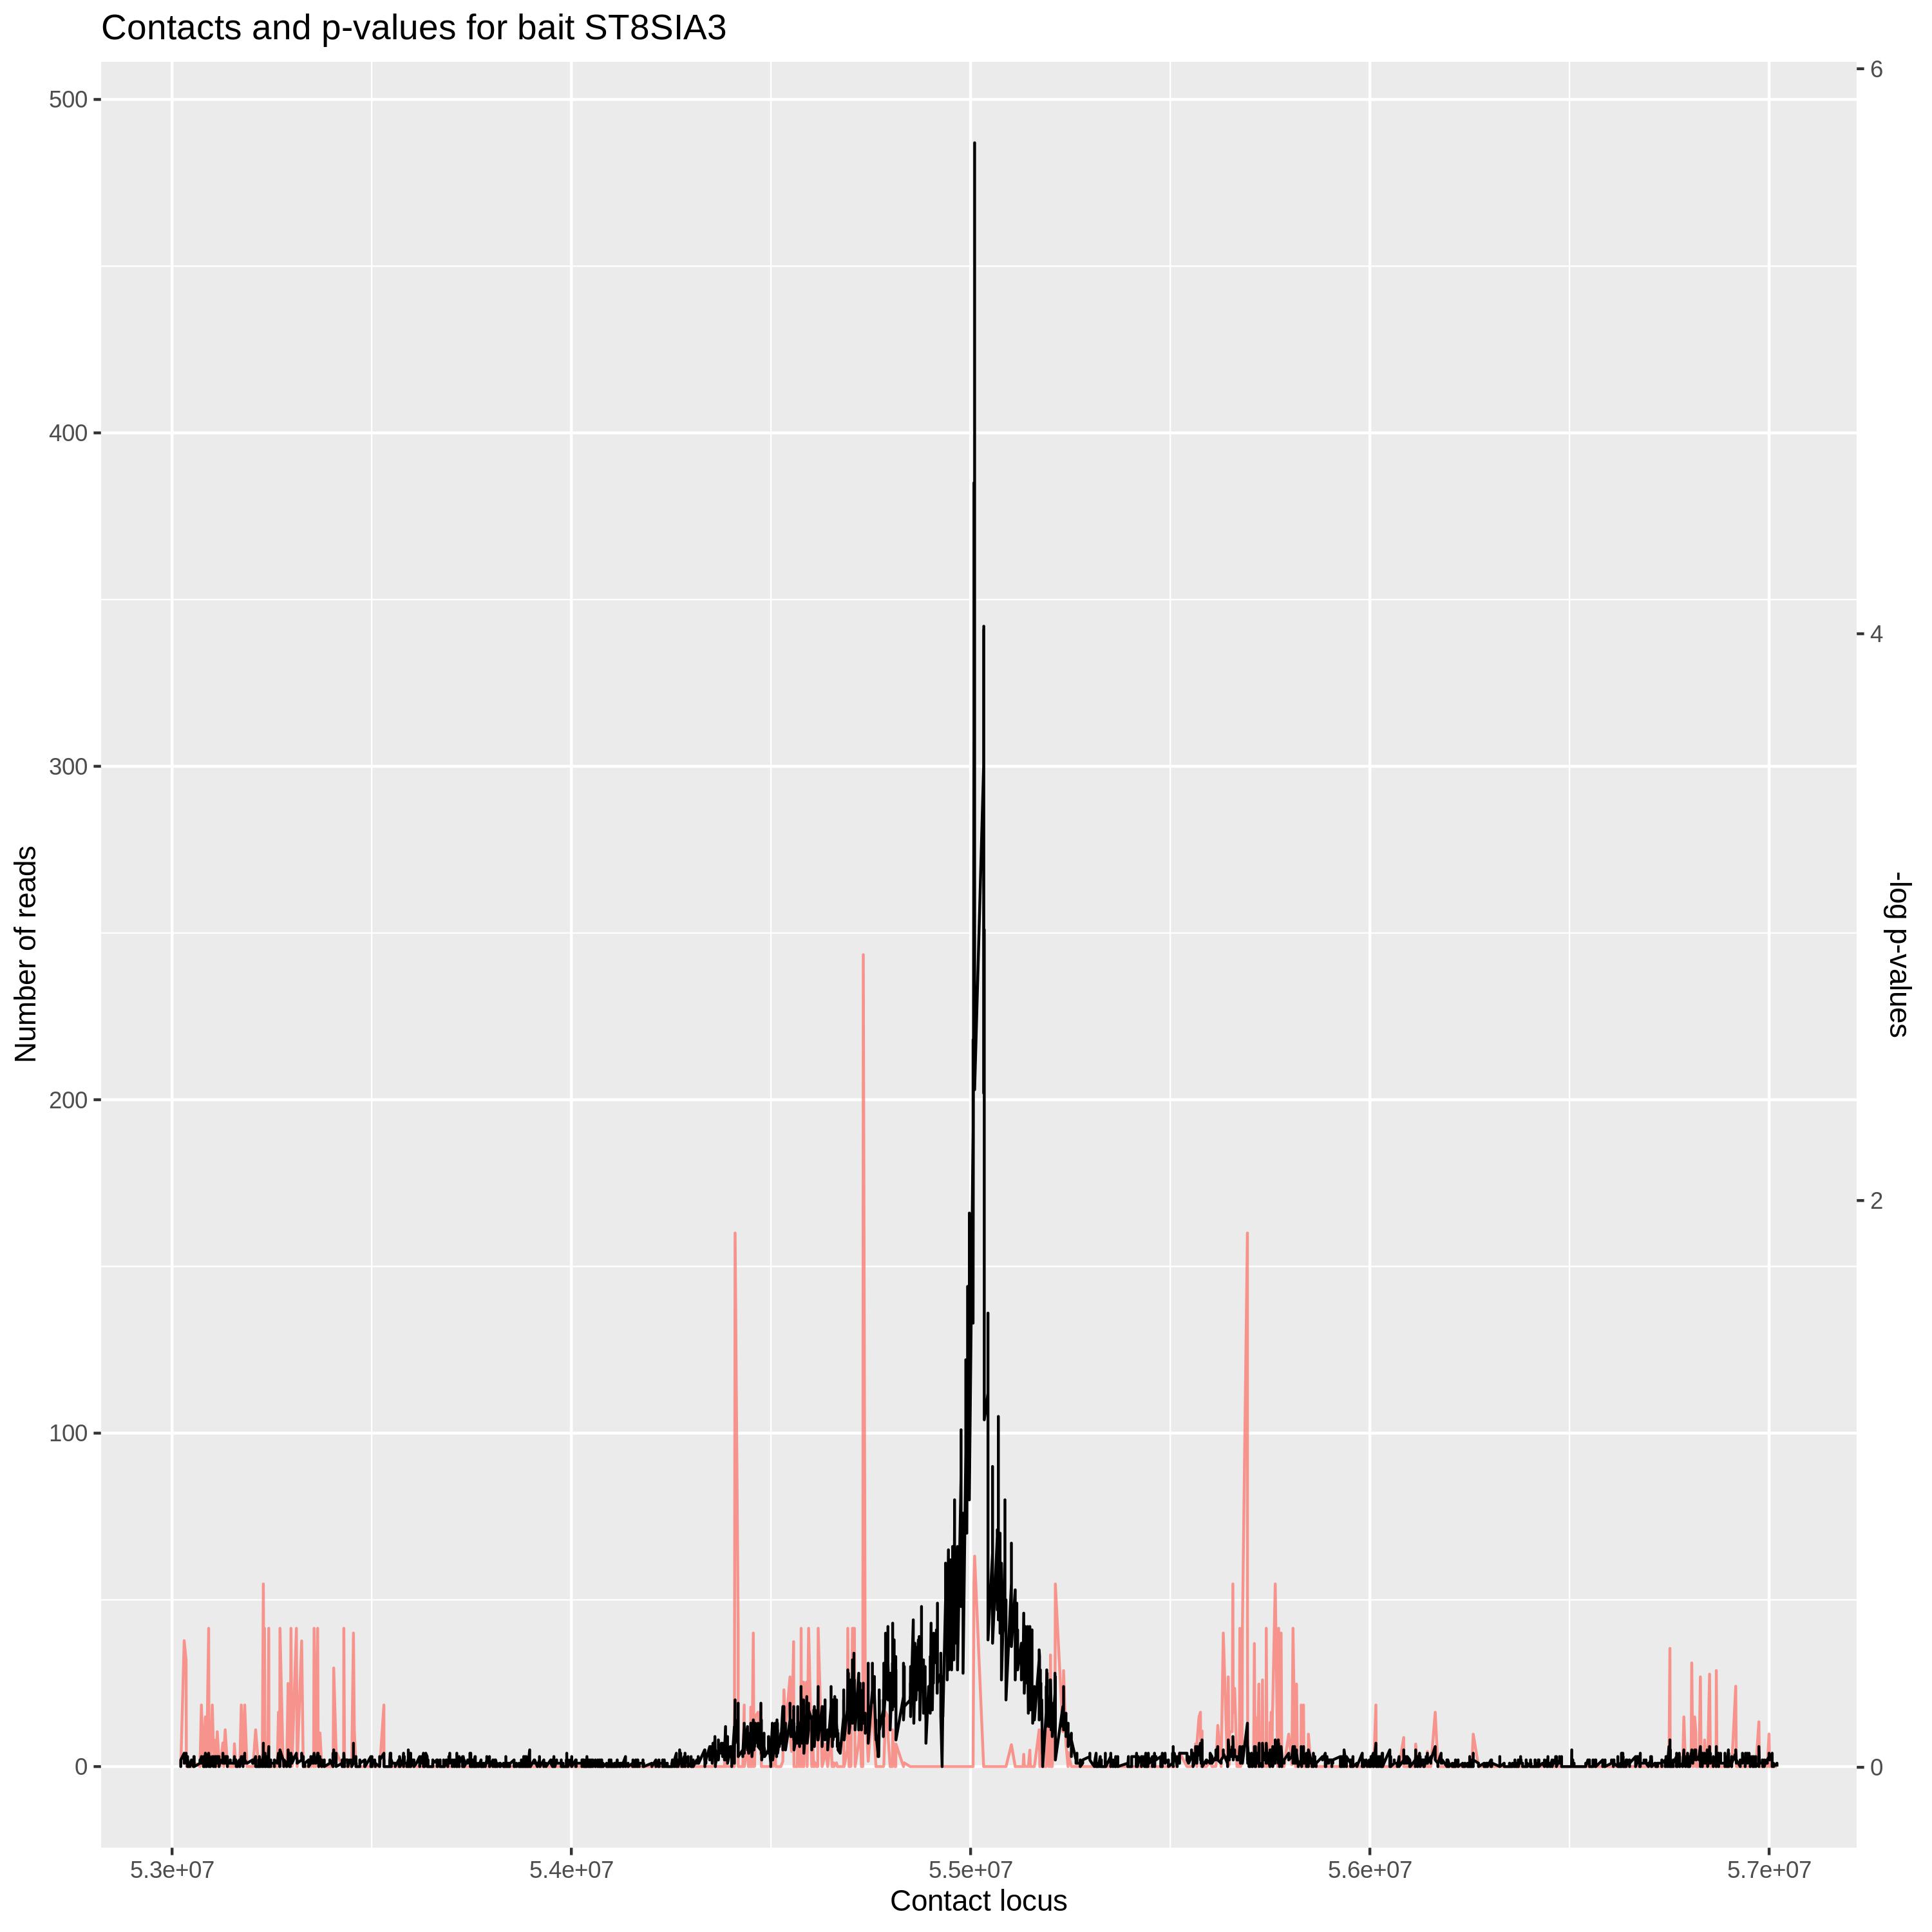 Contacts and p-values for bait ST8SIA3
500
400
300
200
100
0
Number of reads
6
4
2
0
-log p-values
5.3e+07
5.4e+07
5.5e+07
5.6e+07
5.7e+07
Contact locus